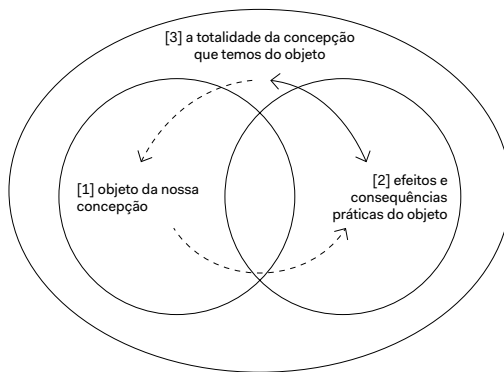 [3] a totalidade da concepção
que temos do objeto
[1] objeto da nossa
concepção
[2] efeitos e
consequências
práticas do objeto